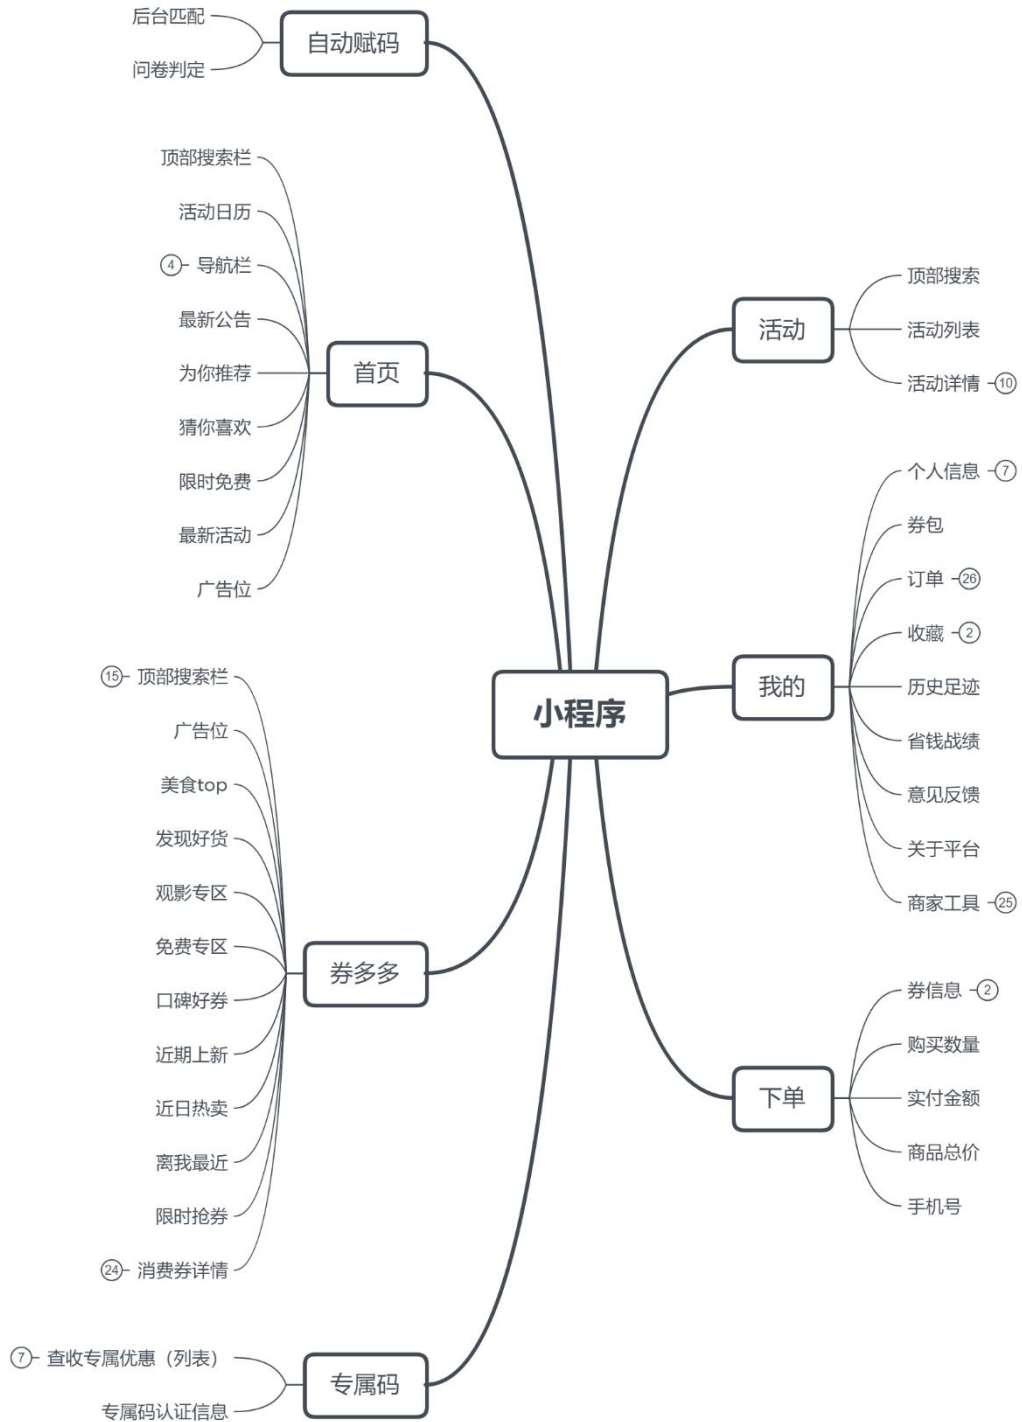 小程序
自动赋码
后台匹配
问卷判定
首页
顶部搜索栏
活动日历
导航栏 4
最新公告
为你推荐
猜你喜欢
限时免费
最新活动
广告位
券多多
顶部搜索栏 15
广告位
美食top
发现好货
观影专区
免费专区
口碑好券
近期上新
近日热卖
离我最近
限时抢券
消费券详情 24
专属码
查收专属优惠（列表） 7
专属码认证信息
活动
顶部搜索
活动列表
活动详情 10
我的
个人信息 7
券包
订单 26
收藏 2
历史足迹
省钱战绩
意见反馈
关于平台
商家工具 25
下单
券信息 2
购买数量
实付金额
商品总价
手机号